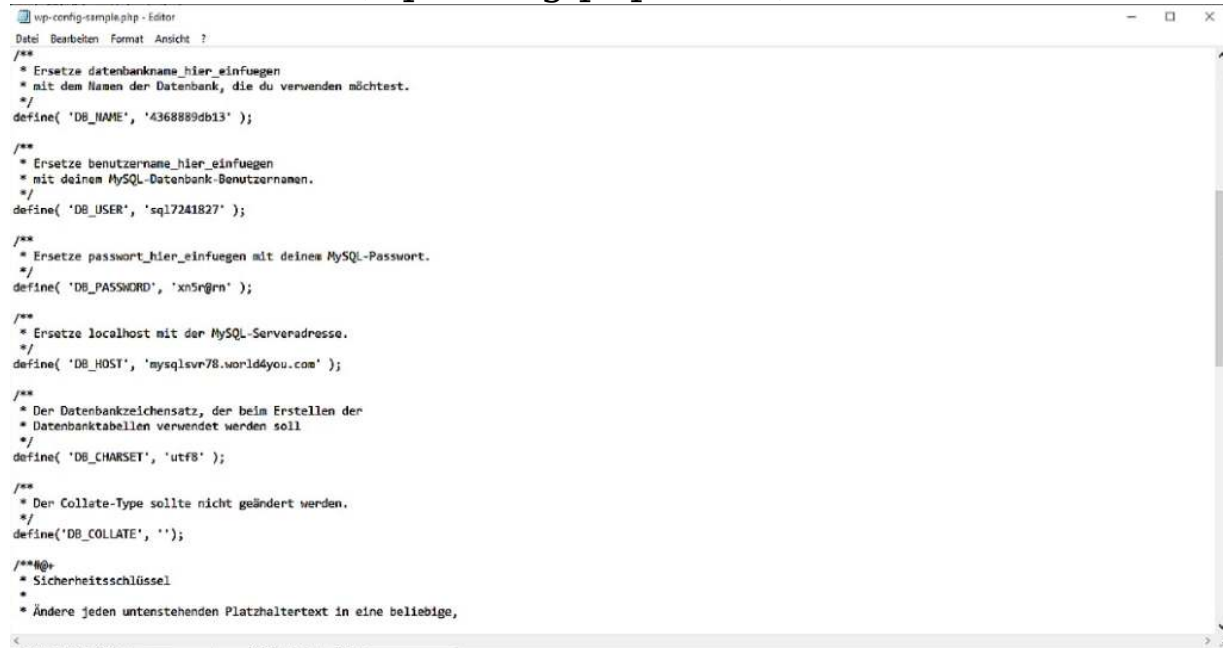 wp-config-sample.php - Editor
Datei Bearbeiten Format Ansicht ?
/**
* Ersetze datenbankname_hier_einfuegen
* mit dem Namen der Datenbank, die du verwenden möchtest.
*/
define( 'DB_NAME', '4368889db13' );
/**
* Ersetze benutzername_hier_einfuegen
* mit deinem MySQL-Datenbank-Benutzernamen.
*/
define( 'DB_USER', 'sql7241827' );
/**
* Ersetze passwort_hier_einfuegen mit deinem MySQL-Passwort.
*/
define( 'DB_PASSWORD', 'xn5r@rn' );
/**
* Ersetze localhost mit der MySQL-Serveradresse.
*/
define( 'DB_HOST', 'mysqlsvr78.world4you.com' );
/**
* Der Datenbankzeichensatz, der beim Erstellen der
* Datenbanktabellen verwendet werden soll
*/
define( 'DB_CHARSET', 'utf8' );
/**
* Der Collate-Type sollte nicht geändert werden.
*/
define('DB_COLLATE', '');
/**#@+
* Sicherheitsschlüssel
*
* Ändere jeden untenstehenden Platzhaltertext in eine beliebige,